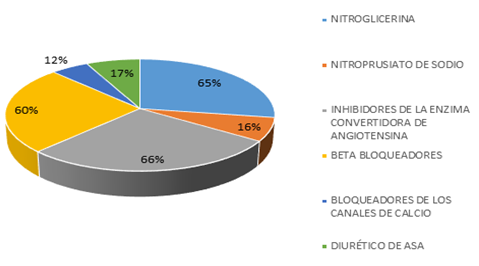 12%
17%
65%
60%
16%
66%
NITROGLICERINA
NITROPRUSIATO DE SODIO
INHIBIDORES DE LA ENZIMA
CONVERTIDORA DE
ANGIOTENSINA
BETA BLOQUEADORES
BLOQUEADORES DE LOS
CANALES DE CALCIO
DIURÉTICO DE ASA